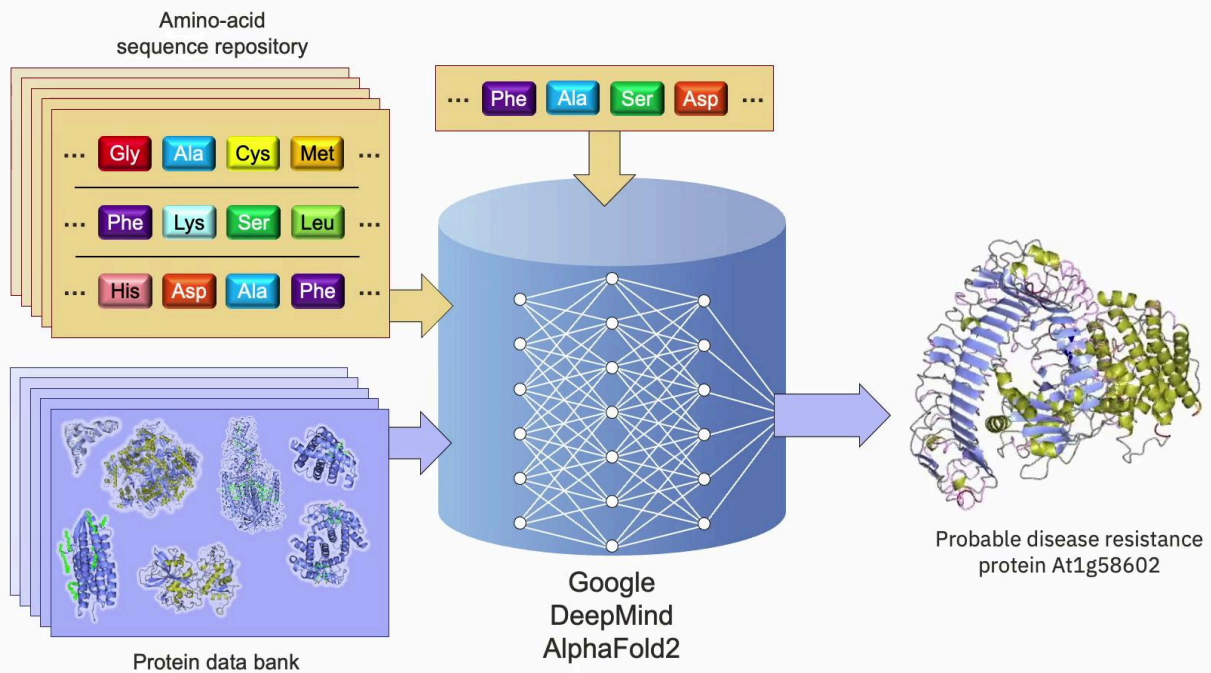 Amino-acid
sequence repository
... Gly Ala Cys Met ...
... Phe Lys Ser Leu ...
... His Asp Ala Phe ...
... Phe Ala Ser Asp ...
Google
DeepMind
AlphaFold2
Protein data bank
Probable disease resistance
protein At1g58602